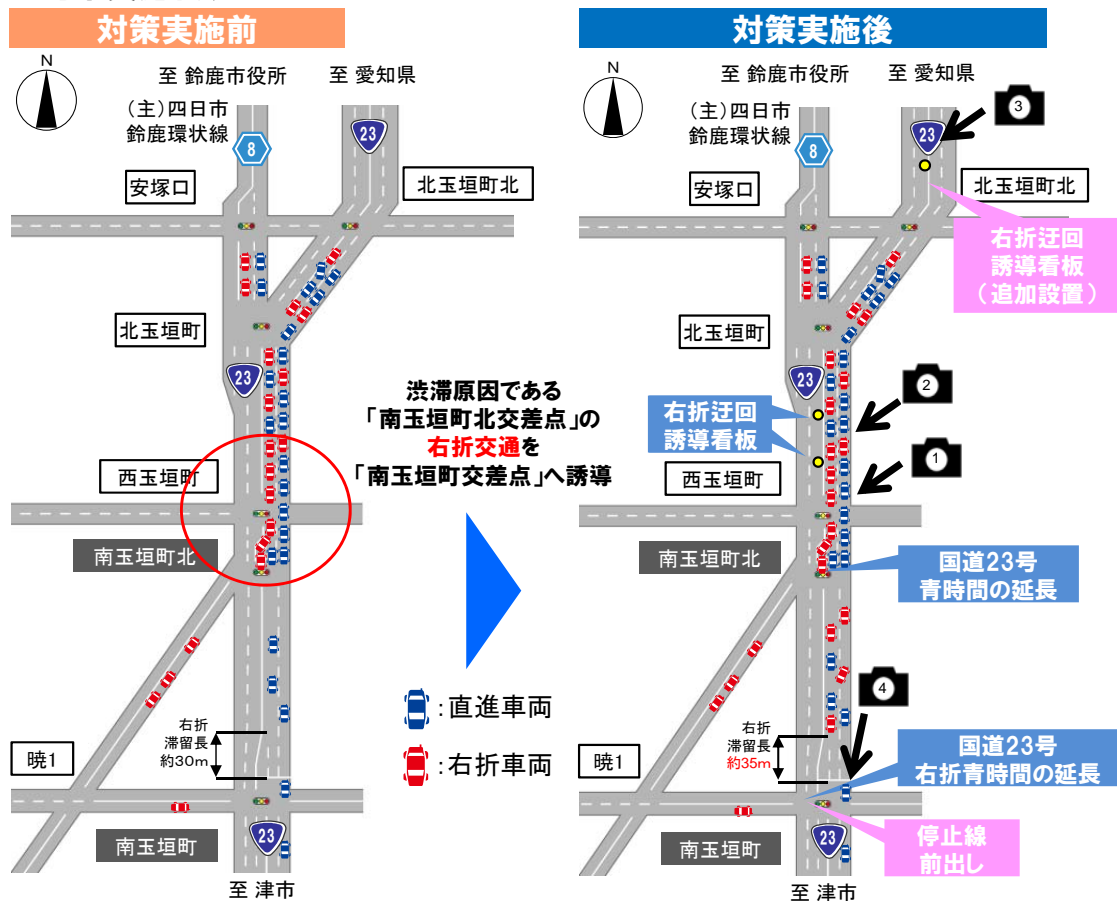 対策実施前
N
至 鈴鹿市役所
至 愛知県
(主)四日市
鈴鹿環状線
8
23
安塚口
北玉垣町北
北玉垣町
23
西玉垣町
南玉垣町北
右折
滞留長
約30m
暁1
南玉垣町
23
至 津市
渋滞原因である
「南玉垣町北交差点」の
右折交通を
「南玉垣町交差点」へ誘導
:直進車両
:右折車両
対策実施後
N
至 鈴鹿市役所
至 愛知県
(主)四日市
鈴鹿環状線
8
23
3
安塚口
北玉垣町北
右折迂回
誘導看板
(追加設置)
北玉垣町
23
2
右折迂回
誘導看板
1
西玉垣町
南玉垣町北
国道23号
青時間の延長
4
右折
滞留長
約35m
暁1
国道23号
右折青時間の延長
南玉垣町
23
停止線
前出し
至 津市